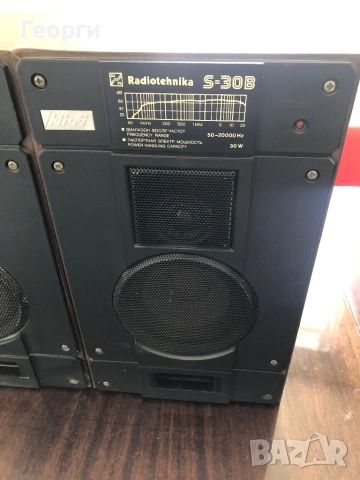 Георги
Radiotehnika S-30B
dB
20 100Hz 200 500 1kHz 5 10 20
ДИАПАЗОН ВОСПР ЧАСТОТ
FREQUENCY RANGE 50-20000 Hz
ПАСПОРТНАЯ ЭЛЕКТР МОЩНОСТЬ
POWER HANDLING CAPACITY 30 W
BAZAR